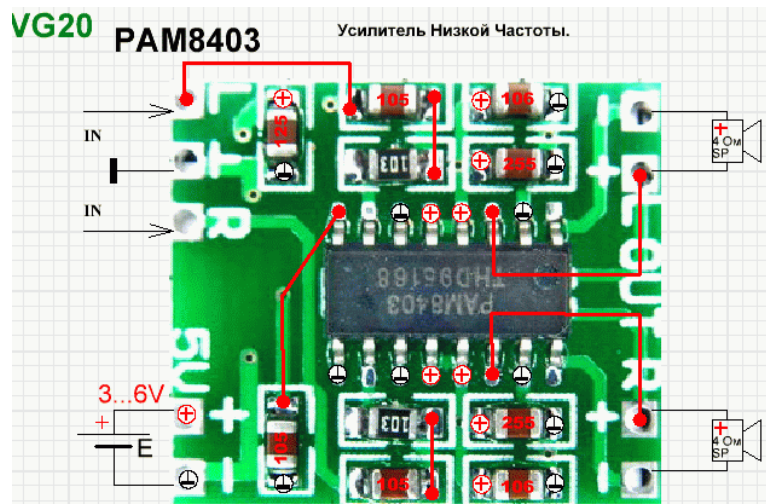 VG20
PAM8403
Усилитель Низкой Частоты.
L
105
106
IN
125
4 Ом
SP
103
255
IN
R
L OUT R
PAM8403
THD96168
5V
3...6V
E
103
255
4 Ом
SP
105
105
106